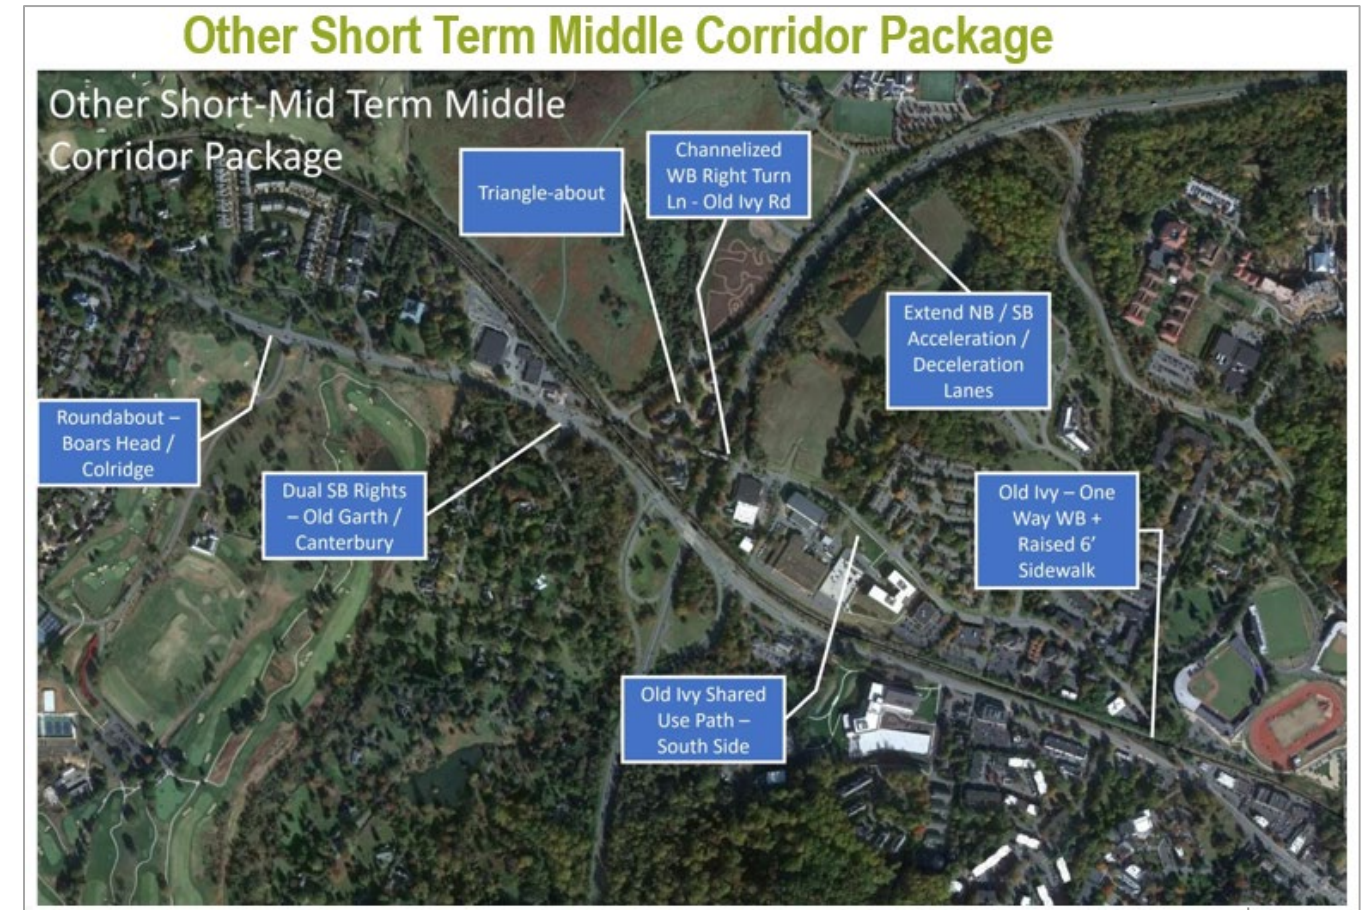 Other Short Term Middle Corridor Package
Other Short-Mid Term Middle
Corridor Package
Triangle-about
Channelized
WB Right Turn
Ln - Old Ivy Rd
Extend NB / SB
Acceleration /
Deceleration
Lanes
Roundabout –
Boars Head /
Colridge
Dual SB Rights
– Old Garth /
Canterbury
Old Ivy – One
Way WB +
Raised 6’
Sidewalk
Old Ivy Shared
Use Path –
South Side